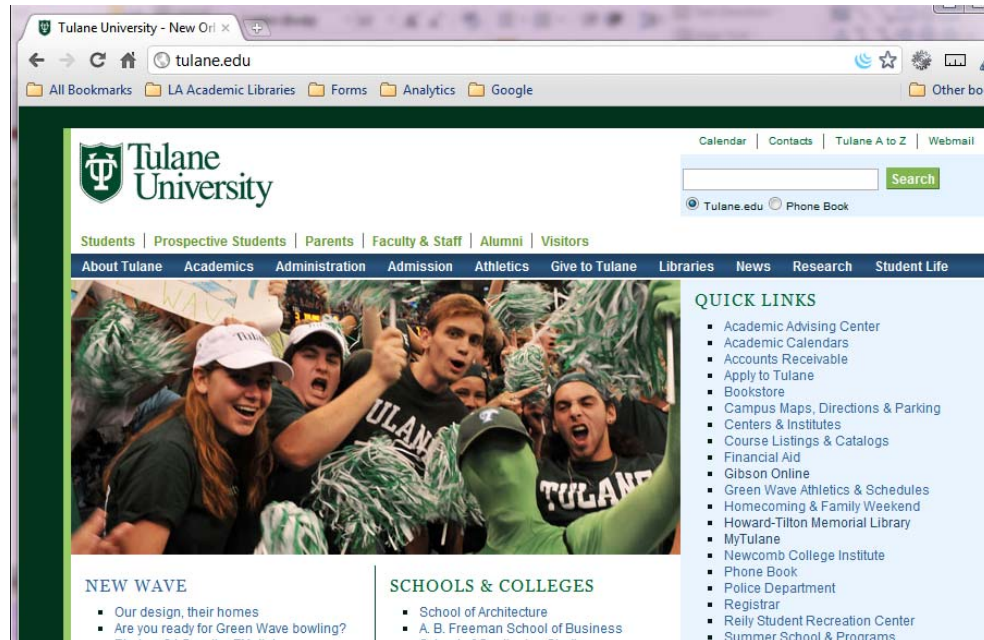 Tulane University - New Orl
tulane.edu
All Bookmarks LA Academic Libraries Forms Analytics Google Other bo
Calendar | Contacts | Tulane A to Z | Webmail
Tulane
University
Search
Tulane.edu Phone Book
Students | Prospective Students | Parents | Faculty & Staff | Alumni | Visitors
About Tulane Academics Administration Admission Athletics Give to Tulane Libraries News Research Student Life
WAV
TULANE
TULANE
QUICK LINKS
Academic Advising Center
Academic Calendars
Accounts Receivable
Apply to Tulane
Bookstore
Campus Maps, Directions & Parking
Centers & Institutes
Course Listings & Catalogs
Financial Aid
Gibson Online
Green Wave Athletics & Schedules
Homecoming & Family Weekend
Howard-Tilton Memorial Library
MyTulane
Newcomb College Institute
Phone Book
Police Department
Registrar
Reily Student Recreation Center
Summer School & Programs
NEW WAVE
Our design, their homes
Are you ready for Green Wave bowling?
SCHOOLS & COLLEGES
School of Architecture
A. B. Freeman School of Business